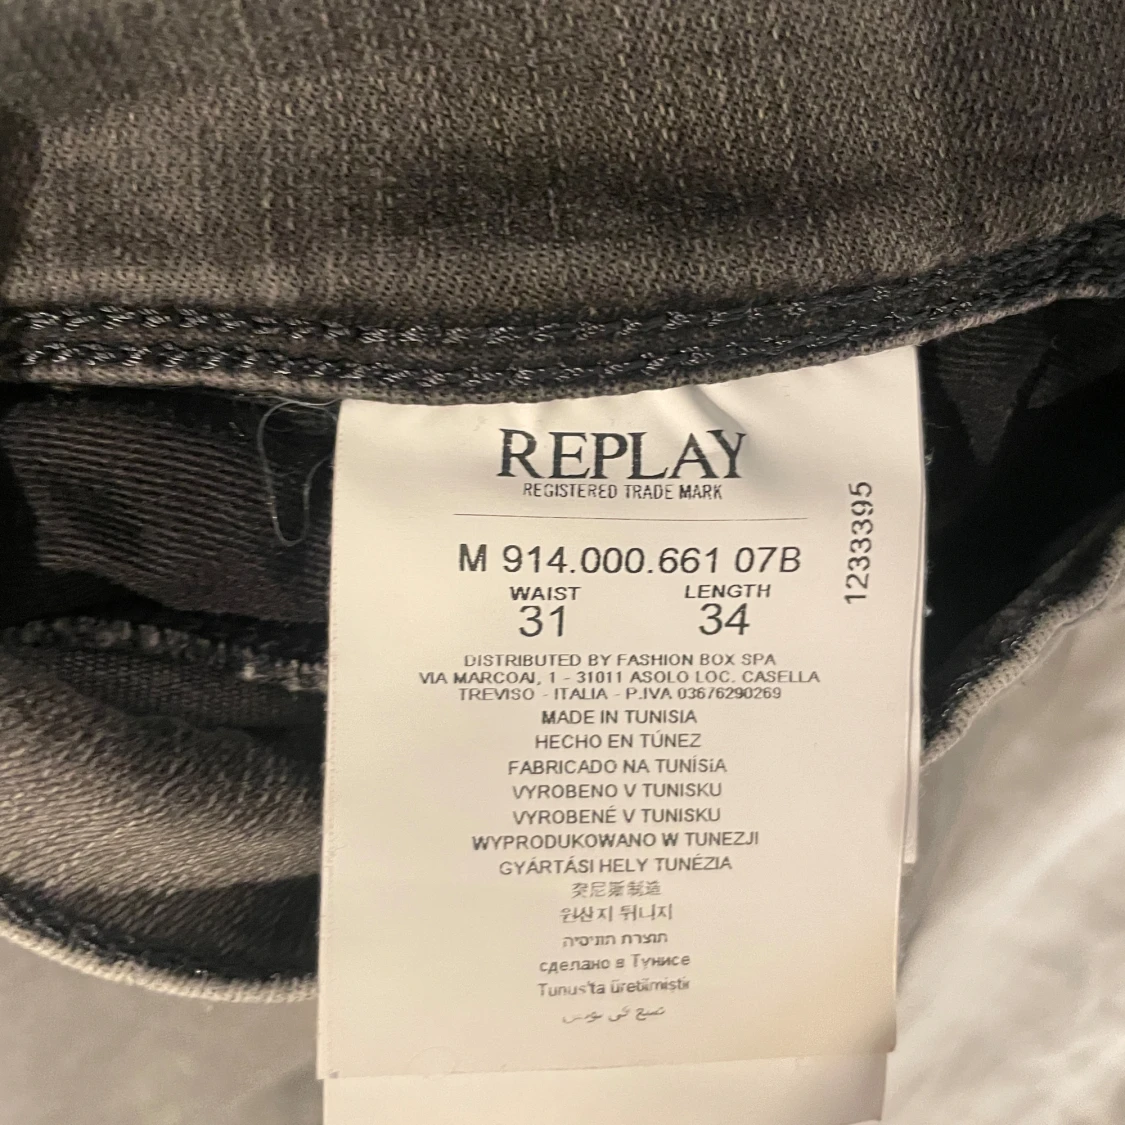 REPLAY
REGISTERED TRADE MARK
M 914.000.661 07B
WAIST LENGTH
31 34
1233395
DISTRIBUTED BY FASHION BOX SPA
VIA MARCOAI, 1 - 31011 ASOLO LOC. CASELLA
TREVISO - ITALIA - P.IVA 03676290269
MADE IN TUNISIA
HECHO EN TÚNEZ
FABRICADO NA TUNÍSIA
VYROBENO V TUNISKU
VYROBENÉ V TUNISKU
WYPRODUKOWANO W TUNEZJI
GYÁRTÁSI HELY TUNÉZIA
突尼斯制造
원산지 튀니지
תוצרת תוניסיה
сделано в Тунисе
Tunus'ta üretilmiştir